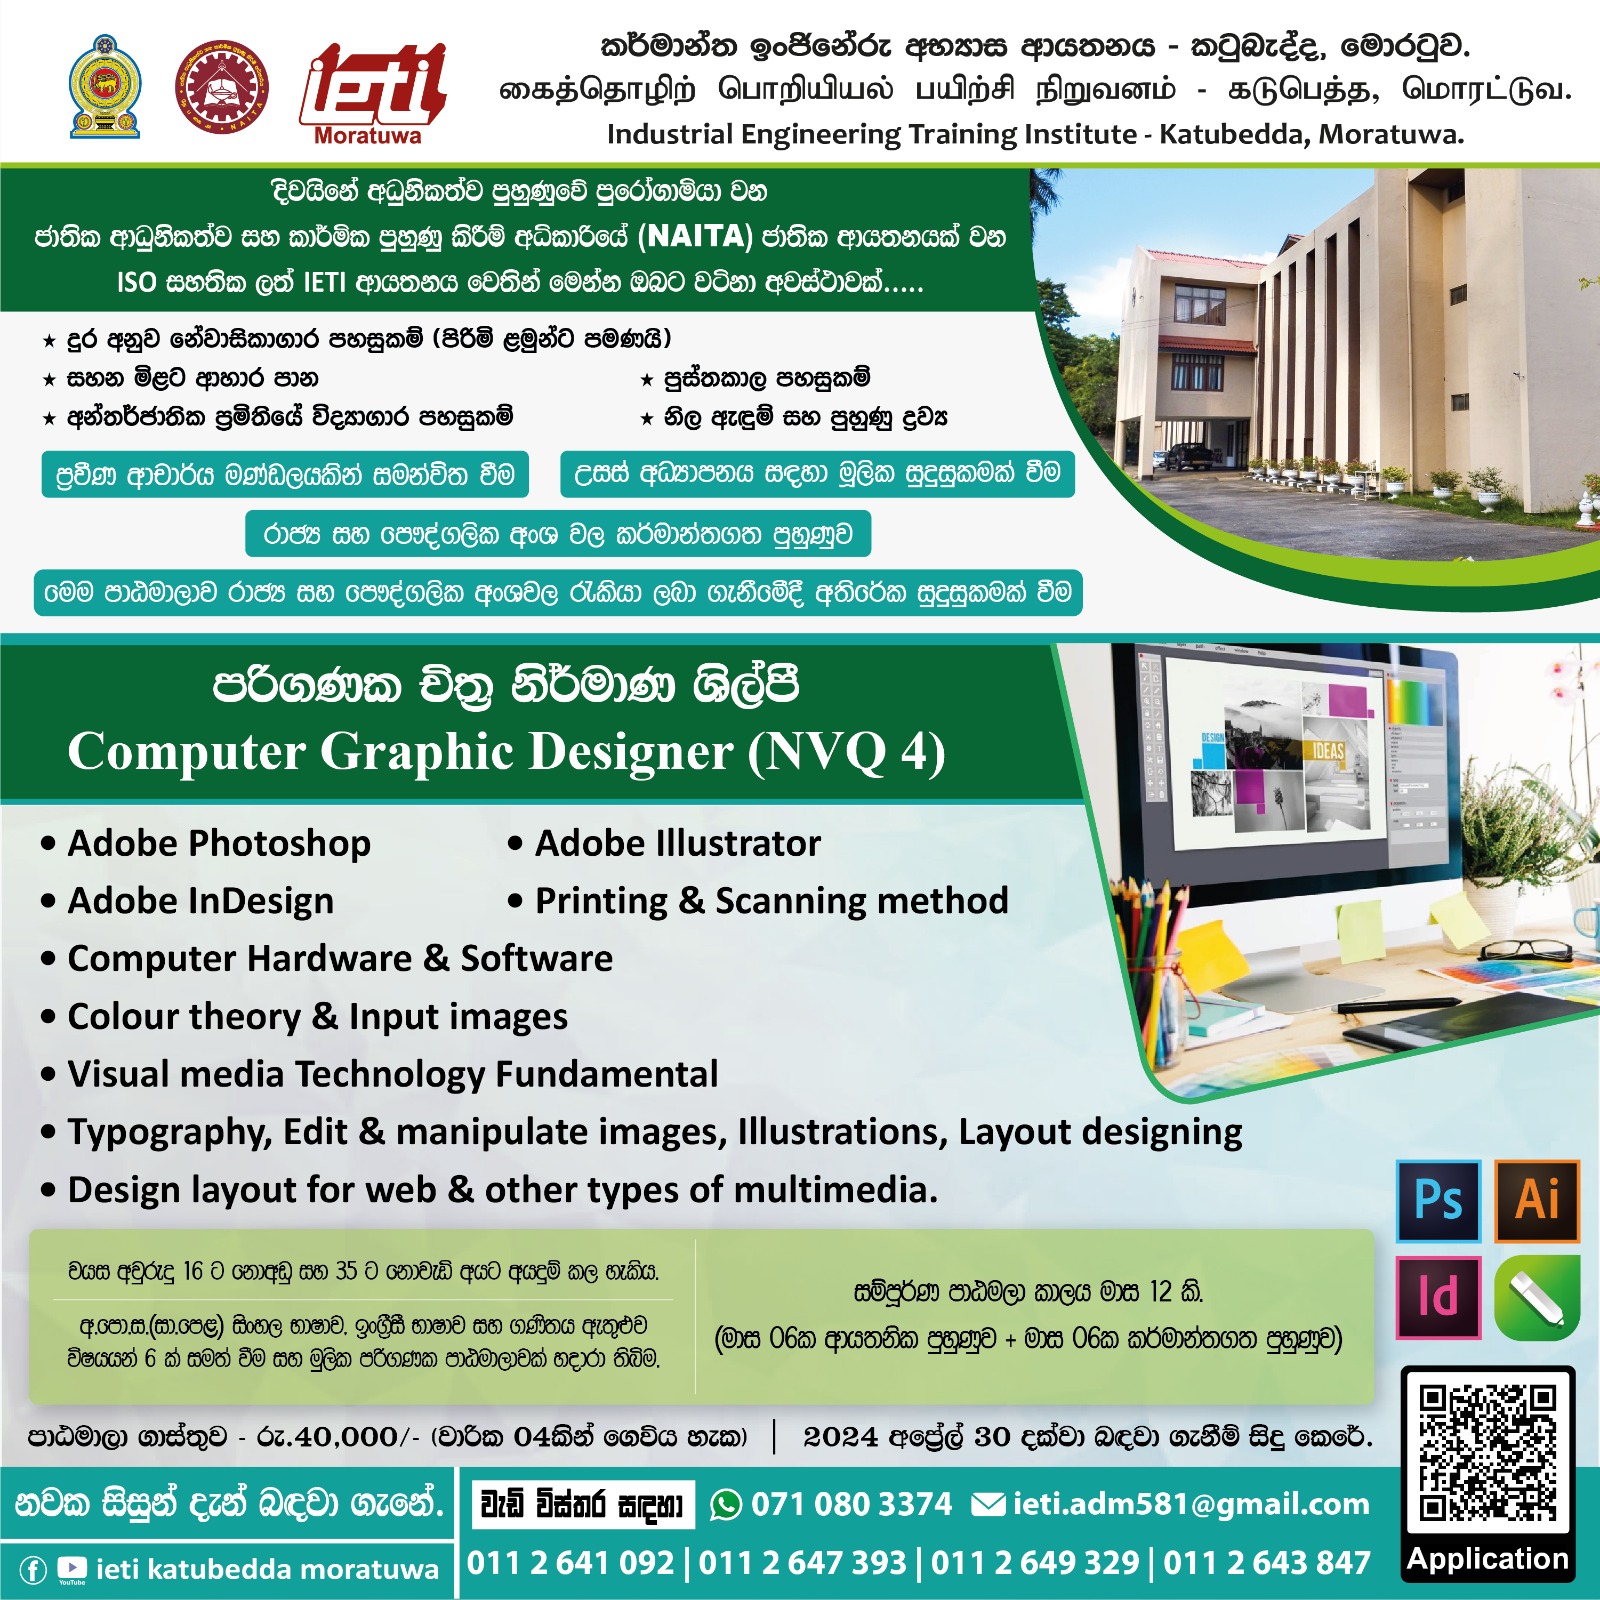 ieti
Moratuwa
කර්මාන්ත ඉංජිනේරු අභ්‍යාස ආයතනය - කටුබැද්ද, මොරටුව.
கைத்தொழிற் பொறியியல் பயிற்சி நிறுவனம் - கடுபெத்த, மொரட்டுவ.
Industrial Engineering Training Institute - Katubedda, Moratuwa.
දිවයිනේ අධුනිකත්ව පුහුණුවේ පුරෝගාමියා වන
ජාතික ආධුනිකත්ව සහ කාර්මික පුහුණු කිරීම් අධිකාරියේ (NAITA) ජාතික ආයතනයක් වන
ISO සහතික ලත් IETI ආයතනය වෙතින් මෙන්න ඔබට වටිනා අවස්ථාවක්.....
★ දුර අනුව නේවාසිකාගාර පහසුකම් (පිරිමි ළමුන්ට පමණයි)
★ සහන මිළට ආහාර පාන
★ පුස්තකාල පහසුකම්
★ අන්තර්ජාතික ප්‍රමිතියේ විද්‍යාගාර පහසුකම්
★ නිල ඇඳුම් සහ පුහුණු ද්‍රව්‍ය
ප්‍රවීණ ආචාර්ය මණ්ඩලයකින් සමන්විත වීම
උසස් අධ්‍යාපනය සඳහා මූලික සුදුසුකමක් වීම
රාජ්‍ය සහ පෞද්ගලික අංශ වල කර්මාන්තගත පුහුණුව
මෙම පාඨමාලාව රාජ්‍ය සහ පෞද්ගලික අංශවල රැකියා ලබා ගැනීමේදී අතිරේක සුදුසුකමක් වීම
පරිගණක චිත්‍ර නිර්මාණ ශිල්පී
Computer Graphic Designer (NVQ 4)
DESIGN
IDEAS
• Adobe Photoshop
• Adobe Illustrator
• Adobe InDesign
• Printing & Scanning method
• Computer Hardware & Software
• Colour theory & Input images
• Visual media Technology Fundamental
• Typography, Edit & manipulate images, Illustrations, Layout designing
• Design layout for web & other types of multimedia.
Ps
Ai
Id
වයස අවුරුදු 16 ට නොඅඩු සහ 35 ට නොවැඩි අයට අයදුම් කල හැකිය.
අ.පො.ස.(සා.පෙළ) සිංහල භාෂාව, ඉංග්‍රීසි භාෂාව සහ ගණිතය ඇතුළුව
විෂයයන් 6 ක් සමත් වීම සහ මුලික පරිගණක පාඨමාලාවක් හදාරා තිබීම.
සම්පූර්ණ පාඨමලා කාලය මාස 12 කි.
(මාස 06ක ආයතනික පුහුණුව + මාස 06ක කර්මාන්තගත පුහුණුව)
පාඨමාලා ගාස්තුව - රු.40,000/- (වාරික 04කින් ගෙවිය හැක) | 2024 අප්‍රේල් 30 දක්වා බඳවා ගැනීම් සිදු කෙරේ.
නවක සිසුන් දැන් බඳවා ගැනේ.
වැඩි විස්තර සඳහා
071 080 3374
ieti.adm581@gmail.com
YouTube
ieti katubedda moratuwa
011 2 641 092 | 011 2 647 393 | 011 2 649 329 | 011 2 643 847
Application